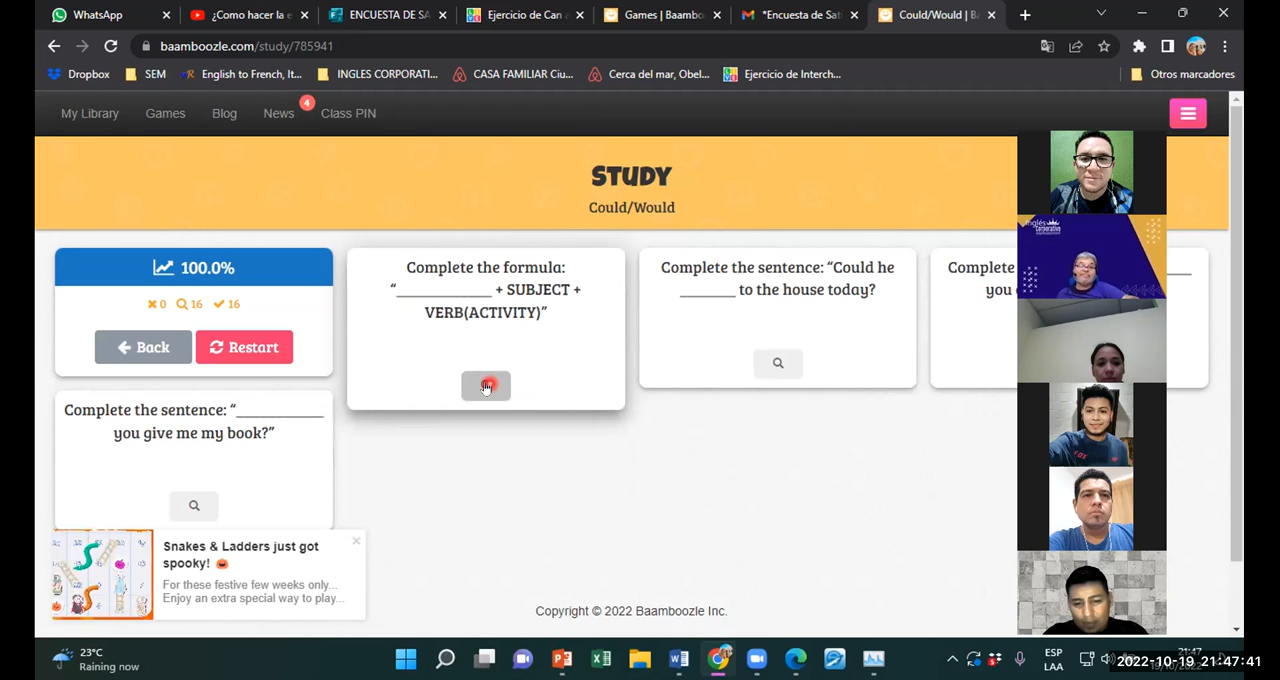 WhatsApp
¿Como hacer la e
ENCUESTA DE SA
Ejercicio de Can a
Games | Baambo
*Encuesta de Sat
Could/Would | B
baamboozle.com/study/785941
Dropbox
SEM
English to French, It...
INGLES CORPORATI...
CASA FAMILIAR Ciu...
Cerca del mar, Obel...
Ejercicio de Interch...
Otros marcadores
My Library
Games
Blog
News
4
Class PIN
STUDY
Could/Would
100.0%
0
16
16
Back
Restart
Complete the formula:
“_____________ + SUBJECT +
VERB(ACTIVITY)”
Complete the sentence: “Could he
________ to the house today?
Complete
you
Complete the sentence: “____________
you give me my book?”
Inglés
Corporativo
Snakes & Ladders just got
spooky!
For these festive few weeks only...
Enjoy an extra special way to play...
Copyright © 2022 Baamboozle Inc.
23°C
Raining now
ESP
LAA
21:47
2022-10-19, 21:47:41